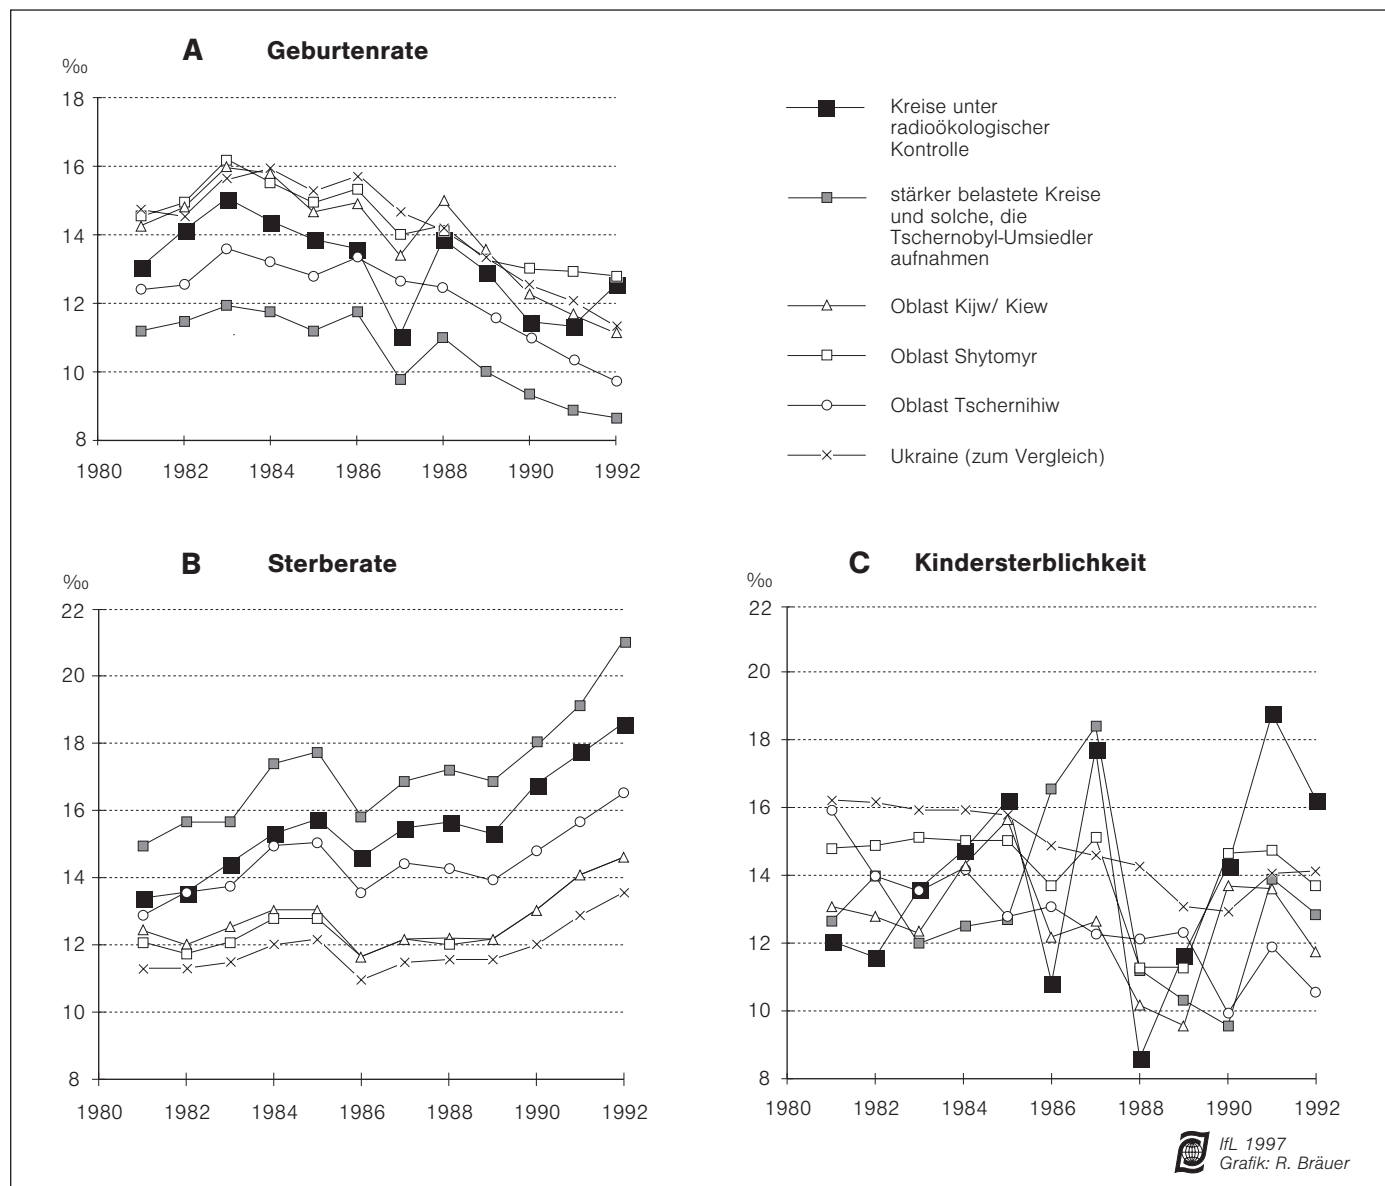 A Geburtenrate
‰
18
16
14
12
10
8
1980 1982 1984 1986 1988 1990 1992
Kreise unter
radioökologischer
Kontrolle
stärker belastete Kreise
und solche, die
Tschernobyl-Umsiedler
aufnahmen
Oblast Kijw/ Kiew
Oblast Shytomyr
Oblast Tschernihiw
Ukraine (zum Vergleich)
B Sterberate
‰
22
20
18
16
14
12
10
8
1980 1982 1984 1986 1988 1990 1992
C Kindersterblichkeit
‰
22
20
18
16
14
12
10
8
1980 1982 1984 1986 1988 1990 1992
IfL 1997
Grafik: R. Bräuer